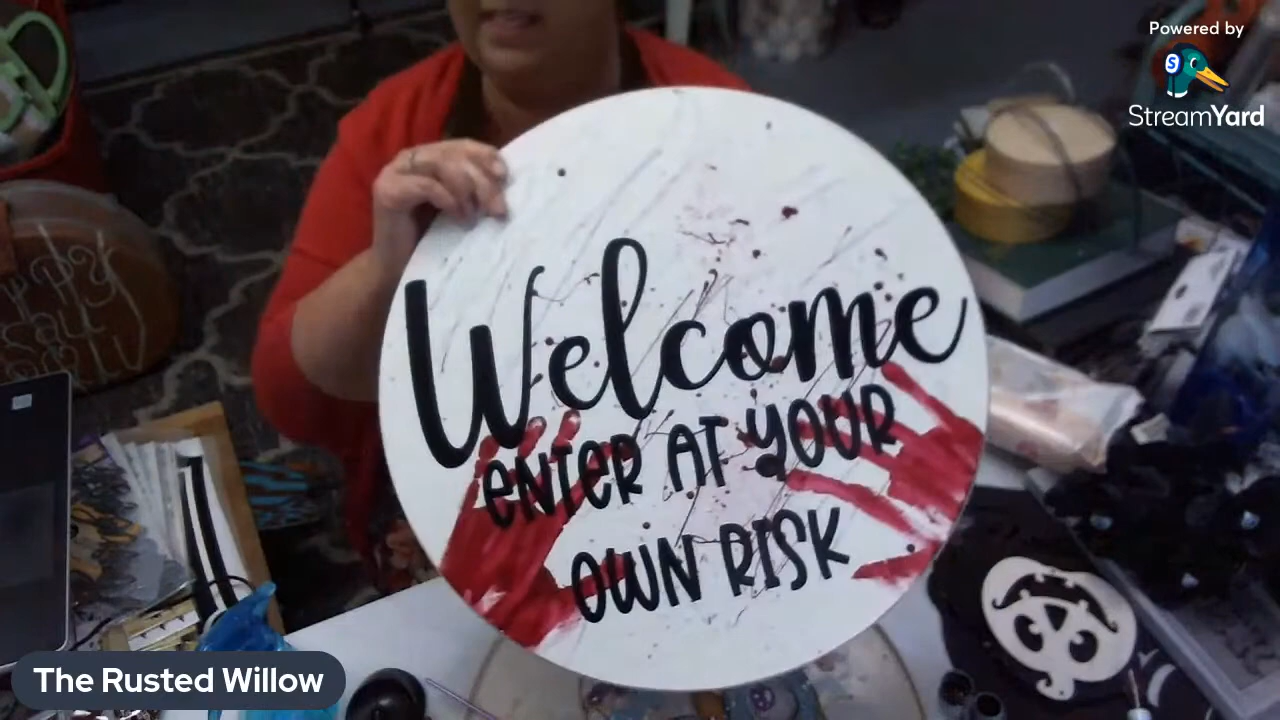 Powered by
StreamYard
Welcome
ENTER AT YOUR
OWN RISK
The Rusted Willow